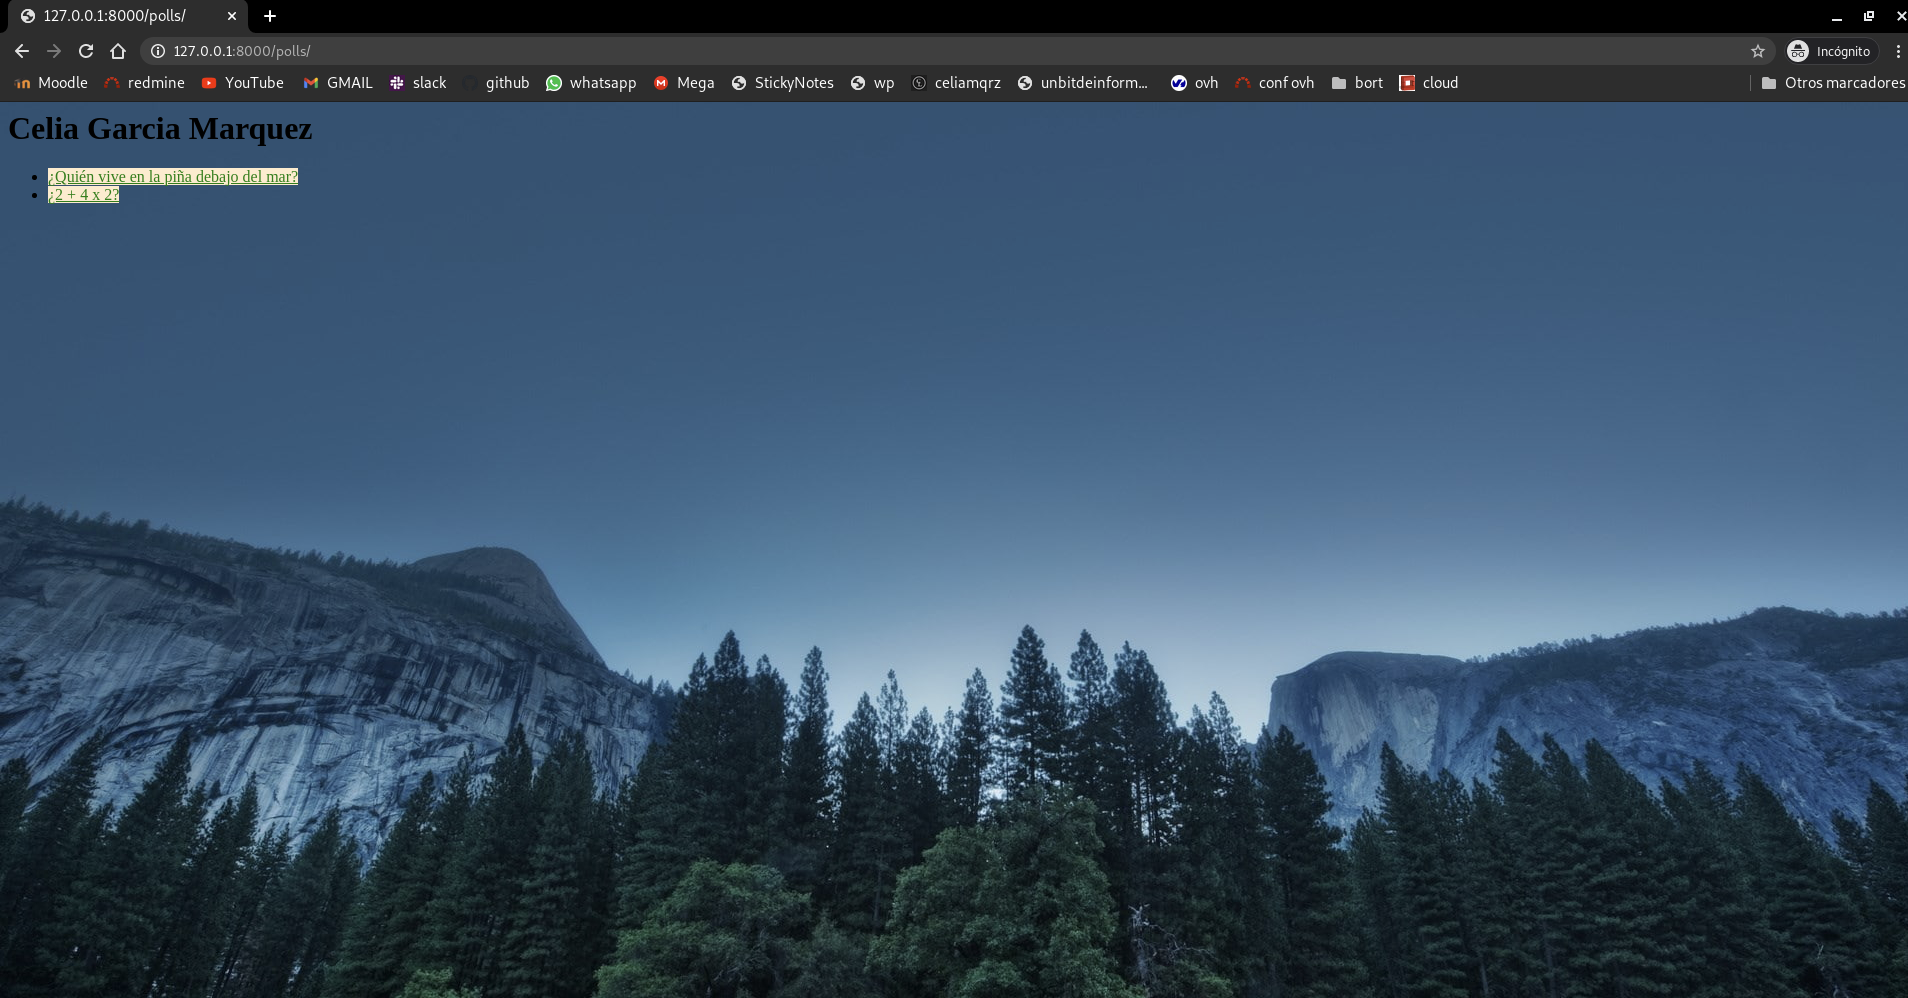 127.0.0.1:8000/polls/
127.0.0.1:8000/polls/
Incógnito
Moodle redmine YouTube GMAIL slack github whatsapp Mega StickyNotes wp celiamqrz unbitdeinform... ovh conf ovh bort cloud Otros marcadores
Celia Garcia Marquez
¿Quién vive en la piña debajo del mar?
¿2 + 4 x 2?